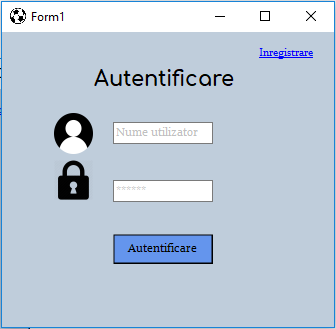 Form1
Inregistrare
Autentificare
Nume utilizator
******
Autentificare